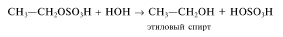 CH₃—CH₂OSO₃H + HOH → CH₃—CH₂OH + HOSO₃H
этиловый спирт